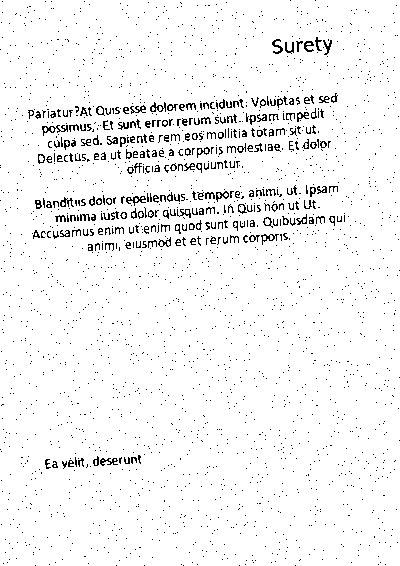 Surety
Pariatur?At Quis esse dolorem incidunt. Voluptas et sed
possimus,. Et sunt error rerum sunt. Ipsam impedit
culpa sed. Sapiente rem eos mollitia totam sit ut.
Delectus, ea ut beatae a corporis molestiae. Et dolor
officia consequuntur.
Blanditiis dolor repellendus. tempore, animi, ut. Ipsam
minima iusto dolor quisquam. In Quis non ut Ut.
Accusamus enim ut enim quod sunt quia. Quibusdam qui
animi, eiusmod et et rerum corporis.
Ea velit, deserunt